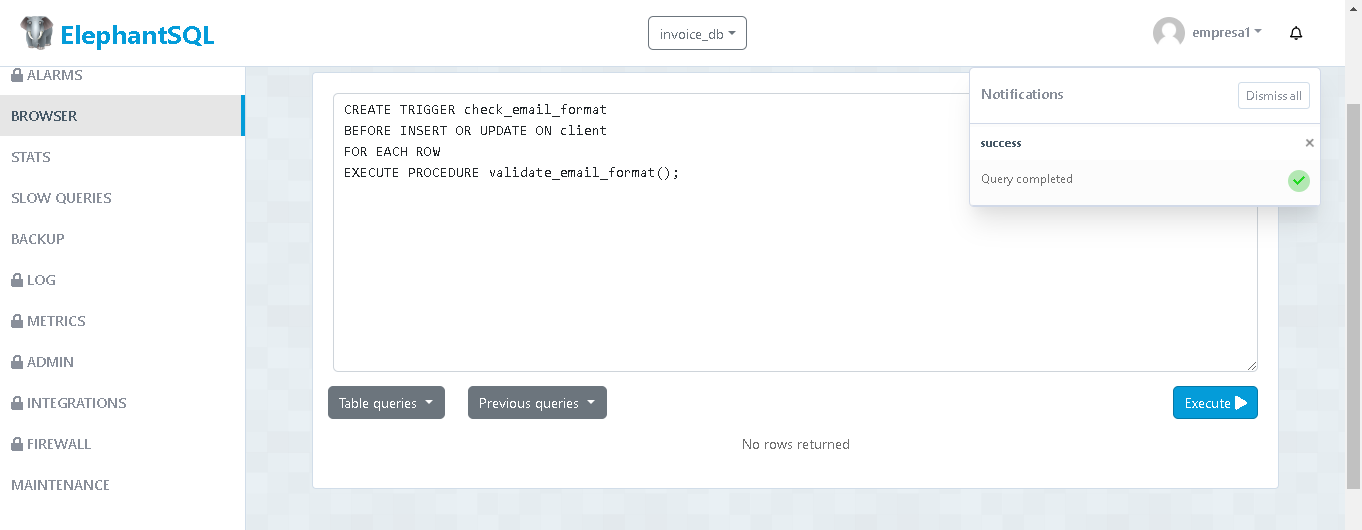 ElephantSQL
invoice_db
empresa1
ALARMS
BROWSER
STATS
SLOW QUERIES
BACKUP
LOG
METRICS
ADMIN
INTEGRATIONS
FIREWALL
MAINTENANCE
CREATE TRIGGER check_email_format
BEFORE INSERT OR UPDATE ON client
FOR EACH ROW
EXECUTE PROCEDURE validate_email_format();
Notifications
Dismiss all
success
×
Query completed
Table queries
Previous queries
Execute
No rows returned